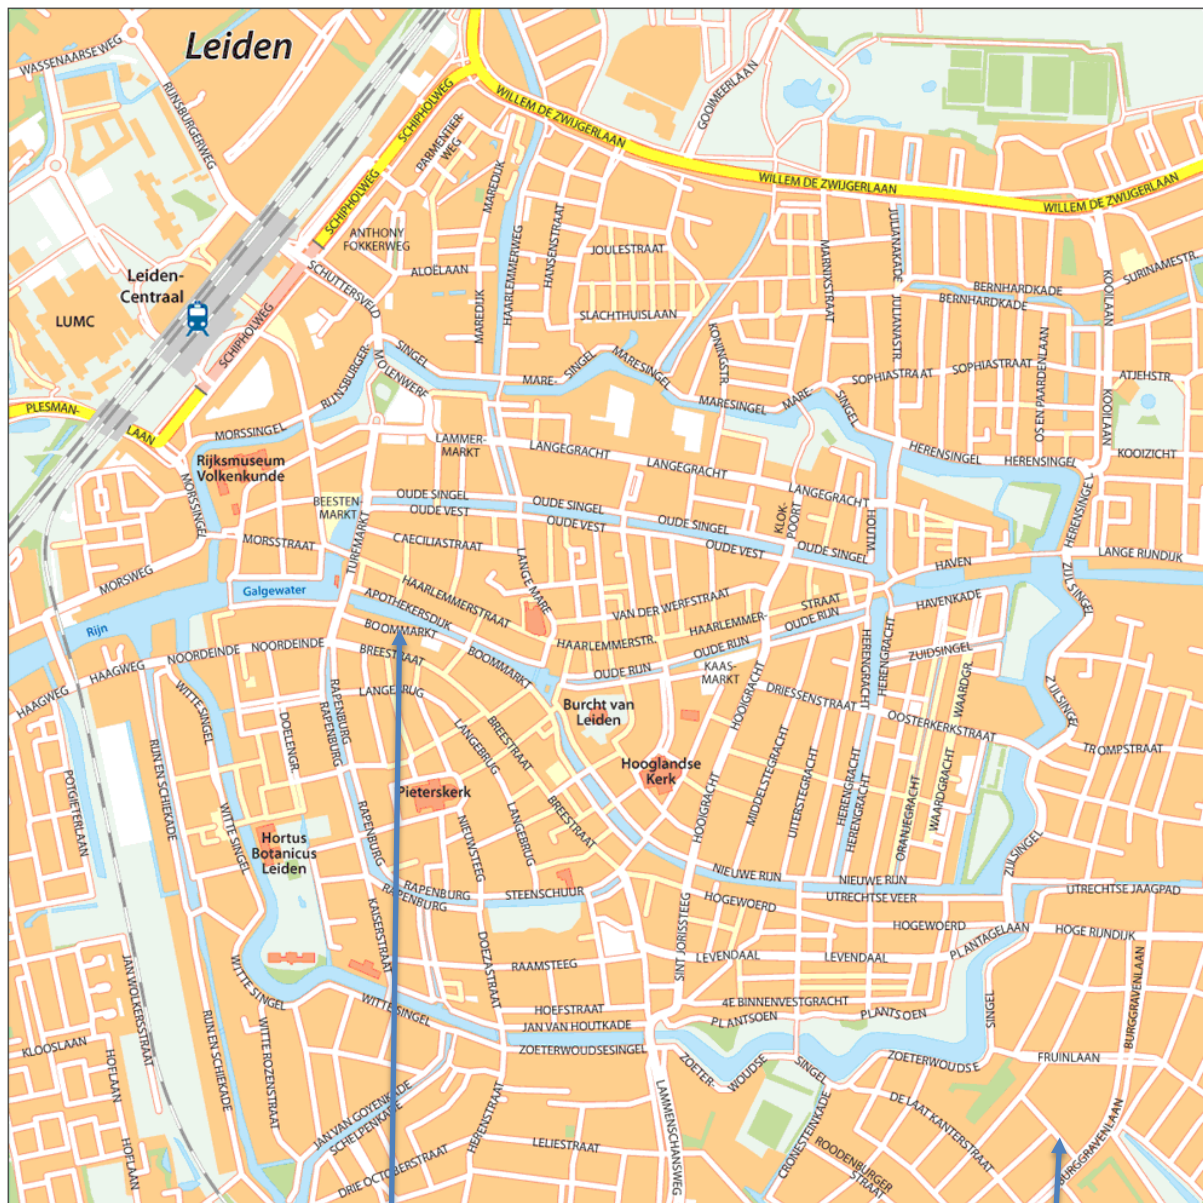 Leiden
WASSENAARSE WEG
RIJNSBURGERWEG
SCHIPHOLWEG
PARMENTIER-
WEG
WILLEM DE ZWIJGERLAAN
GOOIMEERLAAN
WILLEM DE ZWIJGERLAAN
WILLEM DE ZWIJGERLAAN
SCHIPHOLWEG
MAREDIJK
ANTHONY
FOKKERWEG
HAARLEMMERWEG
HANSENSTRAAT
JOULESTRAAT
MARNIXSTRAAT
JULIANAKADE
KOOILAAN
SURINAMESTR.
Leiden-
Centraal
SCHUTTERSVELD
ALOËLAAN
MAREDIJK
SLACHTHUISLAAN
KONINGSTR.
JULIANASTR.
BERNHARDKADE
BERNHARDKADE
LUMC
SCHIPHOLWEG
RIJNSBURGER-
SINGEL
MOLENWERF
MARE-
SINGEL
MARESINGEL
MARESINGEL
MARE-
SINGEL
SOPHIASTRAAT
SOPHIASTRAAT
OS EN PAARDENLAAN
KOOILAAN
ATJEHSTR.
PLESMAN-
LAAN
MORSSINGEL
Rijksmuseum
Volkenkunde
LAMMER-
MARKT
LANGEGRACHT
LANGEGRACHT
LANGEGRACHT
HERENSINGEL
HERENSINGEL
KOOIZICHT
HERENSINGEL
MORSSINGEL
BEESTEN-
MARKT
OUDE SINGEL
OUDE VEST
OUDE SINGEL
OUDE VEST
OUDE SINGEL
OUDE VEST
KLOK-
POORT
OUDE SINGEL
HOUTM.
MORSSTRAAT
TURFMARKT
CAECILIASTRAAT
LANGE MARE
HAVEN
LANGE RIJNDIJK
MORSWEG
Galgewater
HAARLEMMERSTRAAT
APOTHEKERSDIJK
VAN DER WERFSTRAAT
HAARLEMMER-
STRAAT
OUDE RIJN
HAVENKADE
ZIJLSINGEL
Rijn
BOOMMARKT
HAARLEMMERSTR.
HERENGRACHT
HERENGRACHT
ZUIDSINGEL
HAAGWEG
HAAGWEG
NOORDEINDE
NOORDEINDE
BREESTRAAT
BOOMMARKT
OUDE RIJN
OUDE RIJN
KAAS-
MARKT
WITTE SINGEL
RAPENBURG
RAPENBURG
LANGEBRUG
Burcht van
Leiden
HOOIGRACHT
DRIESSENSTRAAT
OOSTERKERKSTRAAT
WAARDGR.
ZIJLSINGEL
DOELENGR.
LANGEBRUG
BREESTRAAT
TROMPSTRAAT
RIJN EN SCHIEKADE
POTGIETERLAAN
Hooglandse
Kerk
MIDDELSTEGRACHT
UITERSTEGRACHT
HERENGRACHT
HERENGRACHT
ORANJEGRACHT
WAARDGRACHT
Pieterskerk
BREESTRAAT
HOOIGRACHT
ZIJLSINGEL
WITTE SINGEL
RAPENBURG
NIEUWSTEEG
LANGEBRUG
Hortus
Botanicus
Leiden
RAPENBURG
RAPENBURG
STEENSCHUUR
NIEUWE RIJN
NIEUWE RIJN
UTRECHTSE VEER
UTRECHTSE JAAGPAD
HOGEWOERD
HOGEWOERD
KAISERSTRAAT
DOEZASTRAAT
SINT JORISSTEEG
PLANTAGELAAN
HOGE RIJNDIJK
RAAMSTEEG
LEVENDAAL
LEVENDAAL
JAN WOLKERSSTRAAT
WITTE SINGEL
WITTE SINGEL
HOEFSTRAAT
4E BINNENVESTGRACHT
PLANTSOEN
PLANTSOEN
SINGEL
BURGGRAVENLAAN
RIJN EN SCHIEKADE
WITTE ROZENSTRAAT
JAN VAN HOUTKADE
ZOETERWOUDSESINGEL
ZOETER-
WOUDSE
SINGEL
ZOETERWOUDSE
FRUINLAAN
KLOOSLAAN
HOFLAAN
JAN VAN GOYENKADE
SCHELPENKADE
HERENSTRAAT
LAMMENSCHANSWEG
CRONESTEINKADE
DE LAAT KANTERSTRAAT
BURGGRAVENLAAN
HOFLAAN
DRIE OCTOBERSTRAAT
LELIESTRAAT
ROODENBURGER
STRAAT